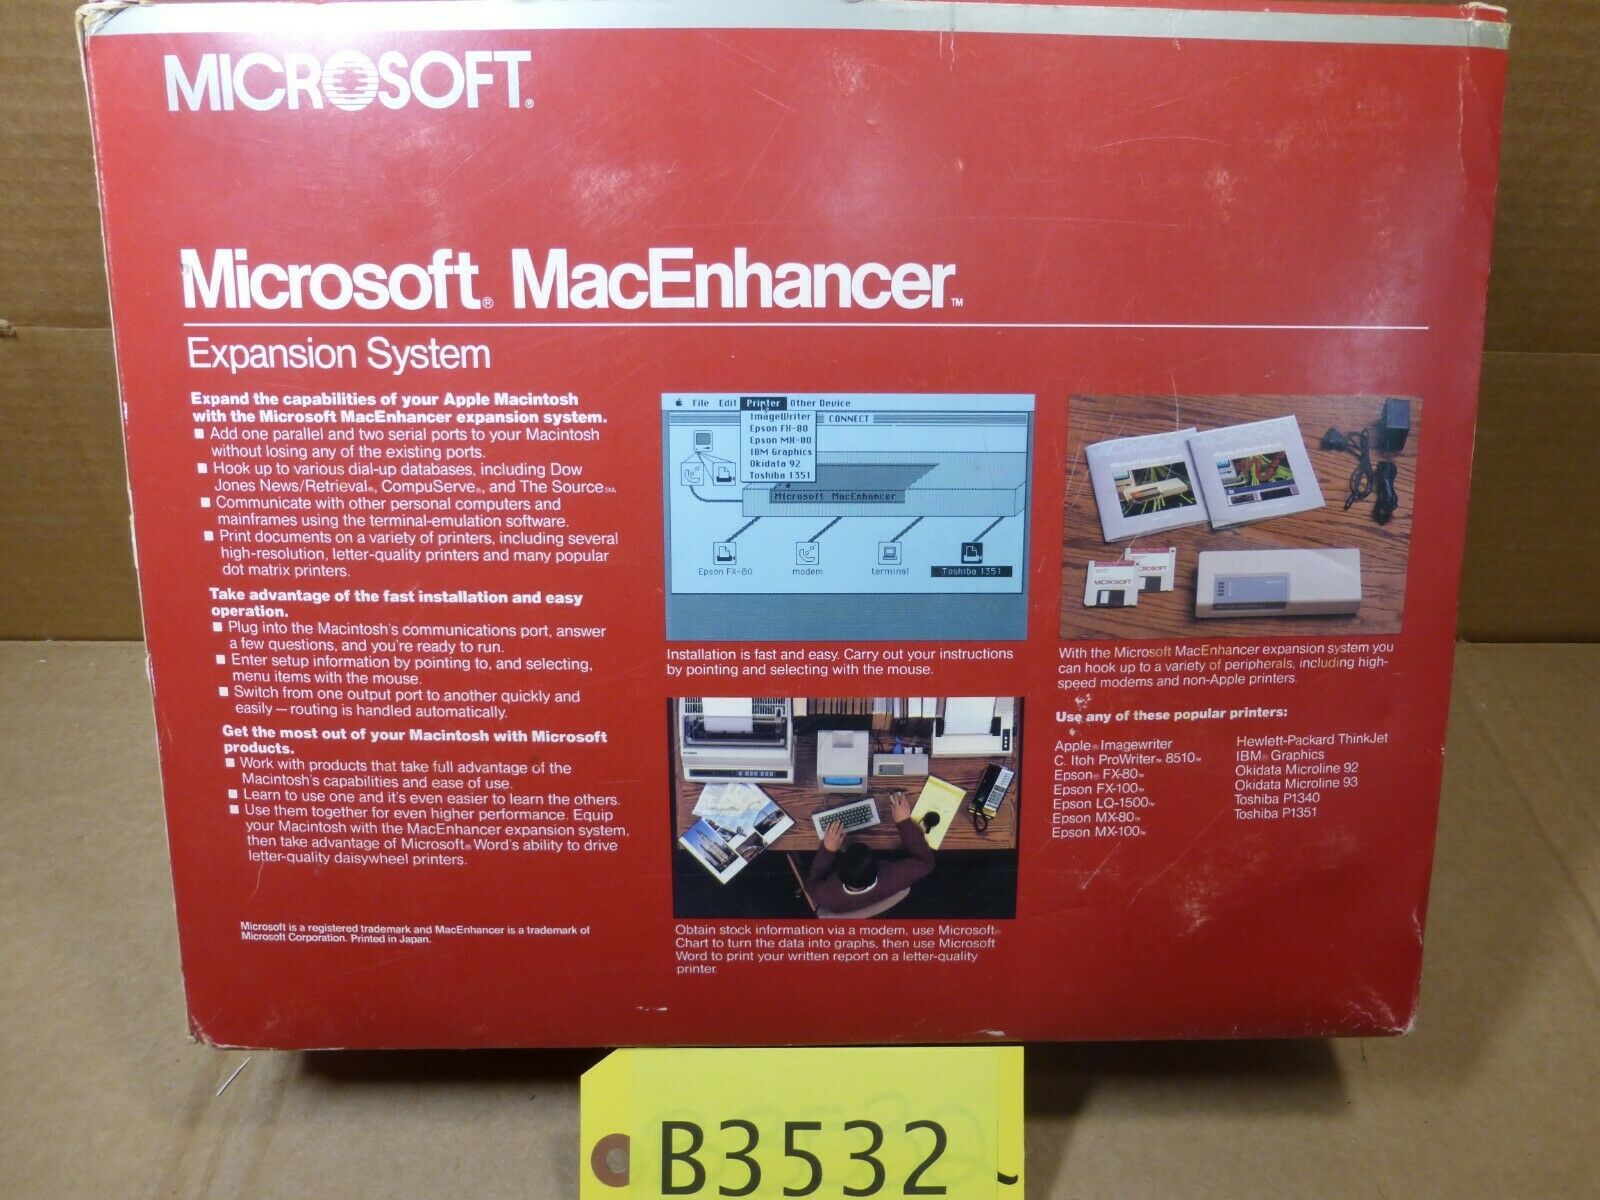 MICROSOFT®
Microsoft® MacEnhancer™
Expansion System
Expand the capabilities of your Apple Macintosh
with the Microsoft MacEnhancer expansion system.
■ Add one parallel and two serial ports to your Macintosh
without losing any of the existing ports.
■ Hook up to various dial-up databases, including Dow
Jones News/Retrieval®, CompuServe®, and The Source℠.
■ Communicate with other personal computers and
mainframes using the terminal-emulation software.
■ Print documents on a variety of printers, including several
high-resolution, letter-quality printers and many popular
dot matrix printers.
Take advantage of the fast installation and easy
operation.
■ Plug into the Macintosh's communications port, answer
a few questions, and you're ready to run.
■ Enter setup information by pointing to, and selecting,
menu items with the mouse.
■ Switch from one output port to another quickly and
easily — routing is handled automatically.
Get the most out of your Macintosh with Microsoft
products.
■ Work with products that take full advantage of the
Macintosh's capabilities and ease of use.
■ Learn to use one and it's even easier to learn the others.
■ Use them together for even higher performance. Equip
your Macintosh with the MacEnhancer expansion system,
then take advantage of Microsoft® Word's ability to drive
letter-quality daisywheel printers.
Microsoft is a registered trademark and MacEnhancer is a trademark of
Microsoft Corporation. Printed in Japan.
File Edit Printer Other Device
ImageWriter
CONNECT
Epson FX-80
Epson MX-80
IBM Graphics
Okidata 92
Toshiba 1351
Microsoft MacEnhancer
Epson FX-80 modem terminal Toshiba 1351
Installation is fast and easy. Carry out your instructions
by pointing and selecting with the mouse.
Obtain stock information via a modem, use Microsoft®
Chart to turn the data into graphs, then use Microsoft
Word to print your written report on a letter-quality
printer.
MICROSOFT
With the Microsoft MacEnhancer expansion system you
can hook up to a variety of peripherals, including high-
speed modems and non-Apple printers.
Use any of these popular printers:
Apple® Imagewriter
C. Itoh ProWriter™ 8510™
Epson® FX-80™
Epson FX-100™
Epson LQ-1500™
Epson MX-80™
Epson MX-100™
Hewlett-Packard ThinkJet
IBM® Graphics
Okidata Microline 92
Okidata Microline 93
Toshiba P1340
Toshiba P1351
B3532